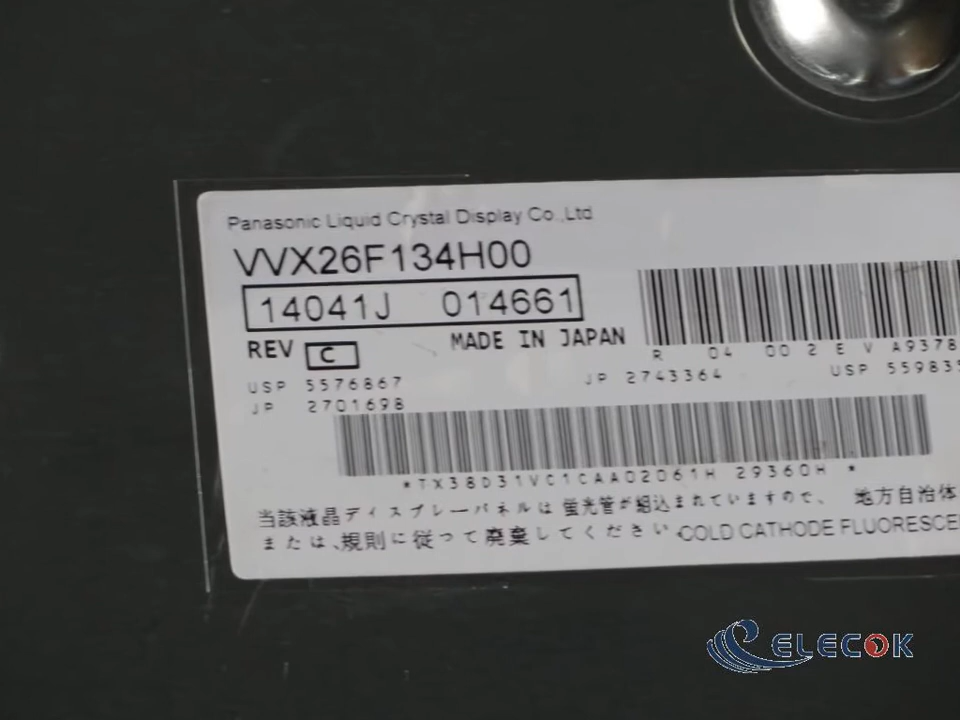 Panasonic Liquid Crystal Display Co.,Ltd
VVX26F134H00
14041J 014661
REV C MADE IN JAPAN
R 04 00 2 E V A9378
USP 5576867 JP 2743364 USP 55983
JP 2701698
*TX38D31VC1CAA02061H 29360H *
当該液晶ディスプレーパネルは蛍光管が組込まれていますので、 地方自治体
または、規則に従って廃棄してください。COLD CATHODE FLUORESCE
ELECOK